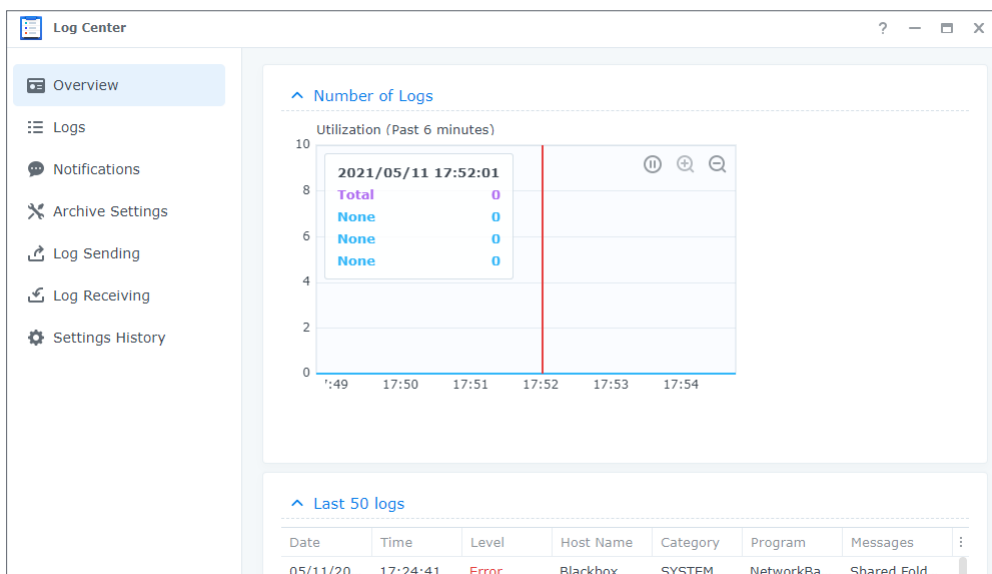 Log Center
?
Overview
Logs
Notifications
Archive Settings
Log Sending
Log Receiving
Settings History
Number of Logs
Utilization (Past 6 minutes)
10
8
6
4
2
0
2021/05/11 17:52:01
Total 0
None 0
None 0
None 0
':49 17:50 17:51 17:52 17:53 17:54
Last 50 logs
Date Time Level Host Name Category Program Messages
05/11/20 17:24:41 Error Blackbox SYSTEM NetworkBa Shared Fold